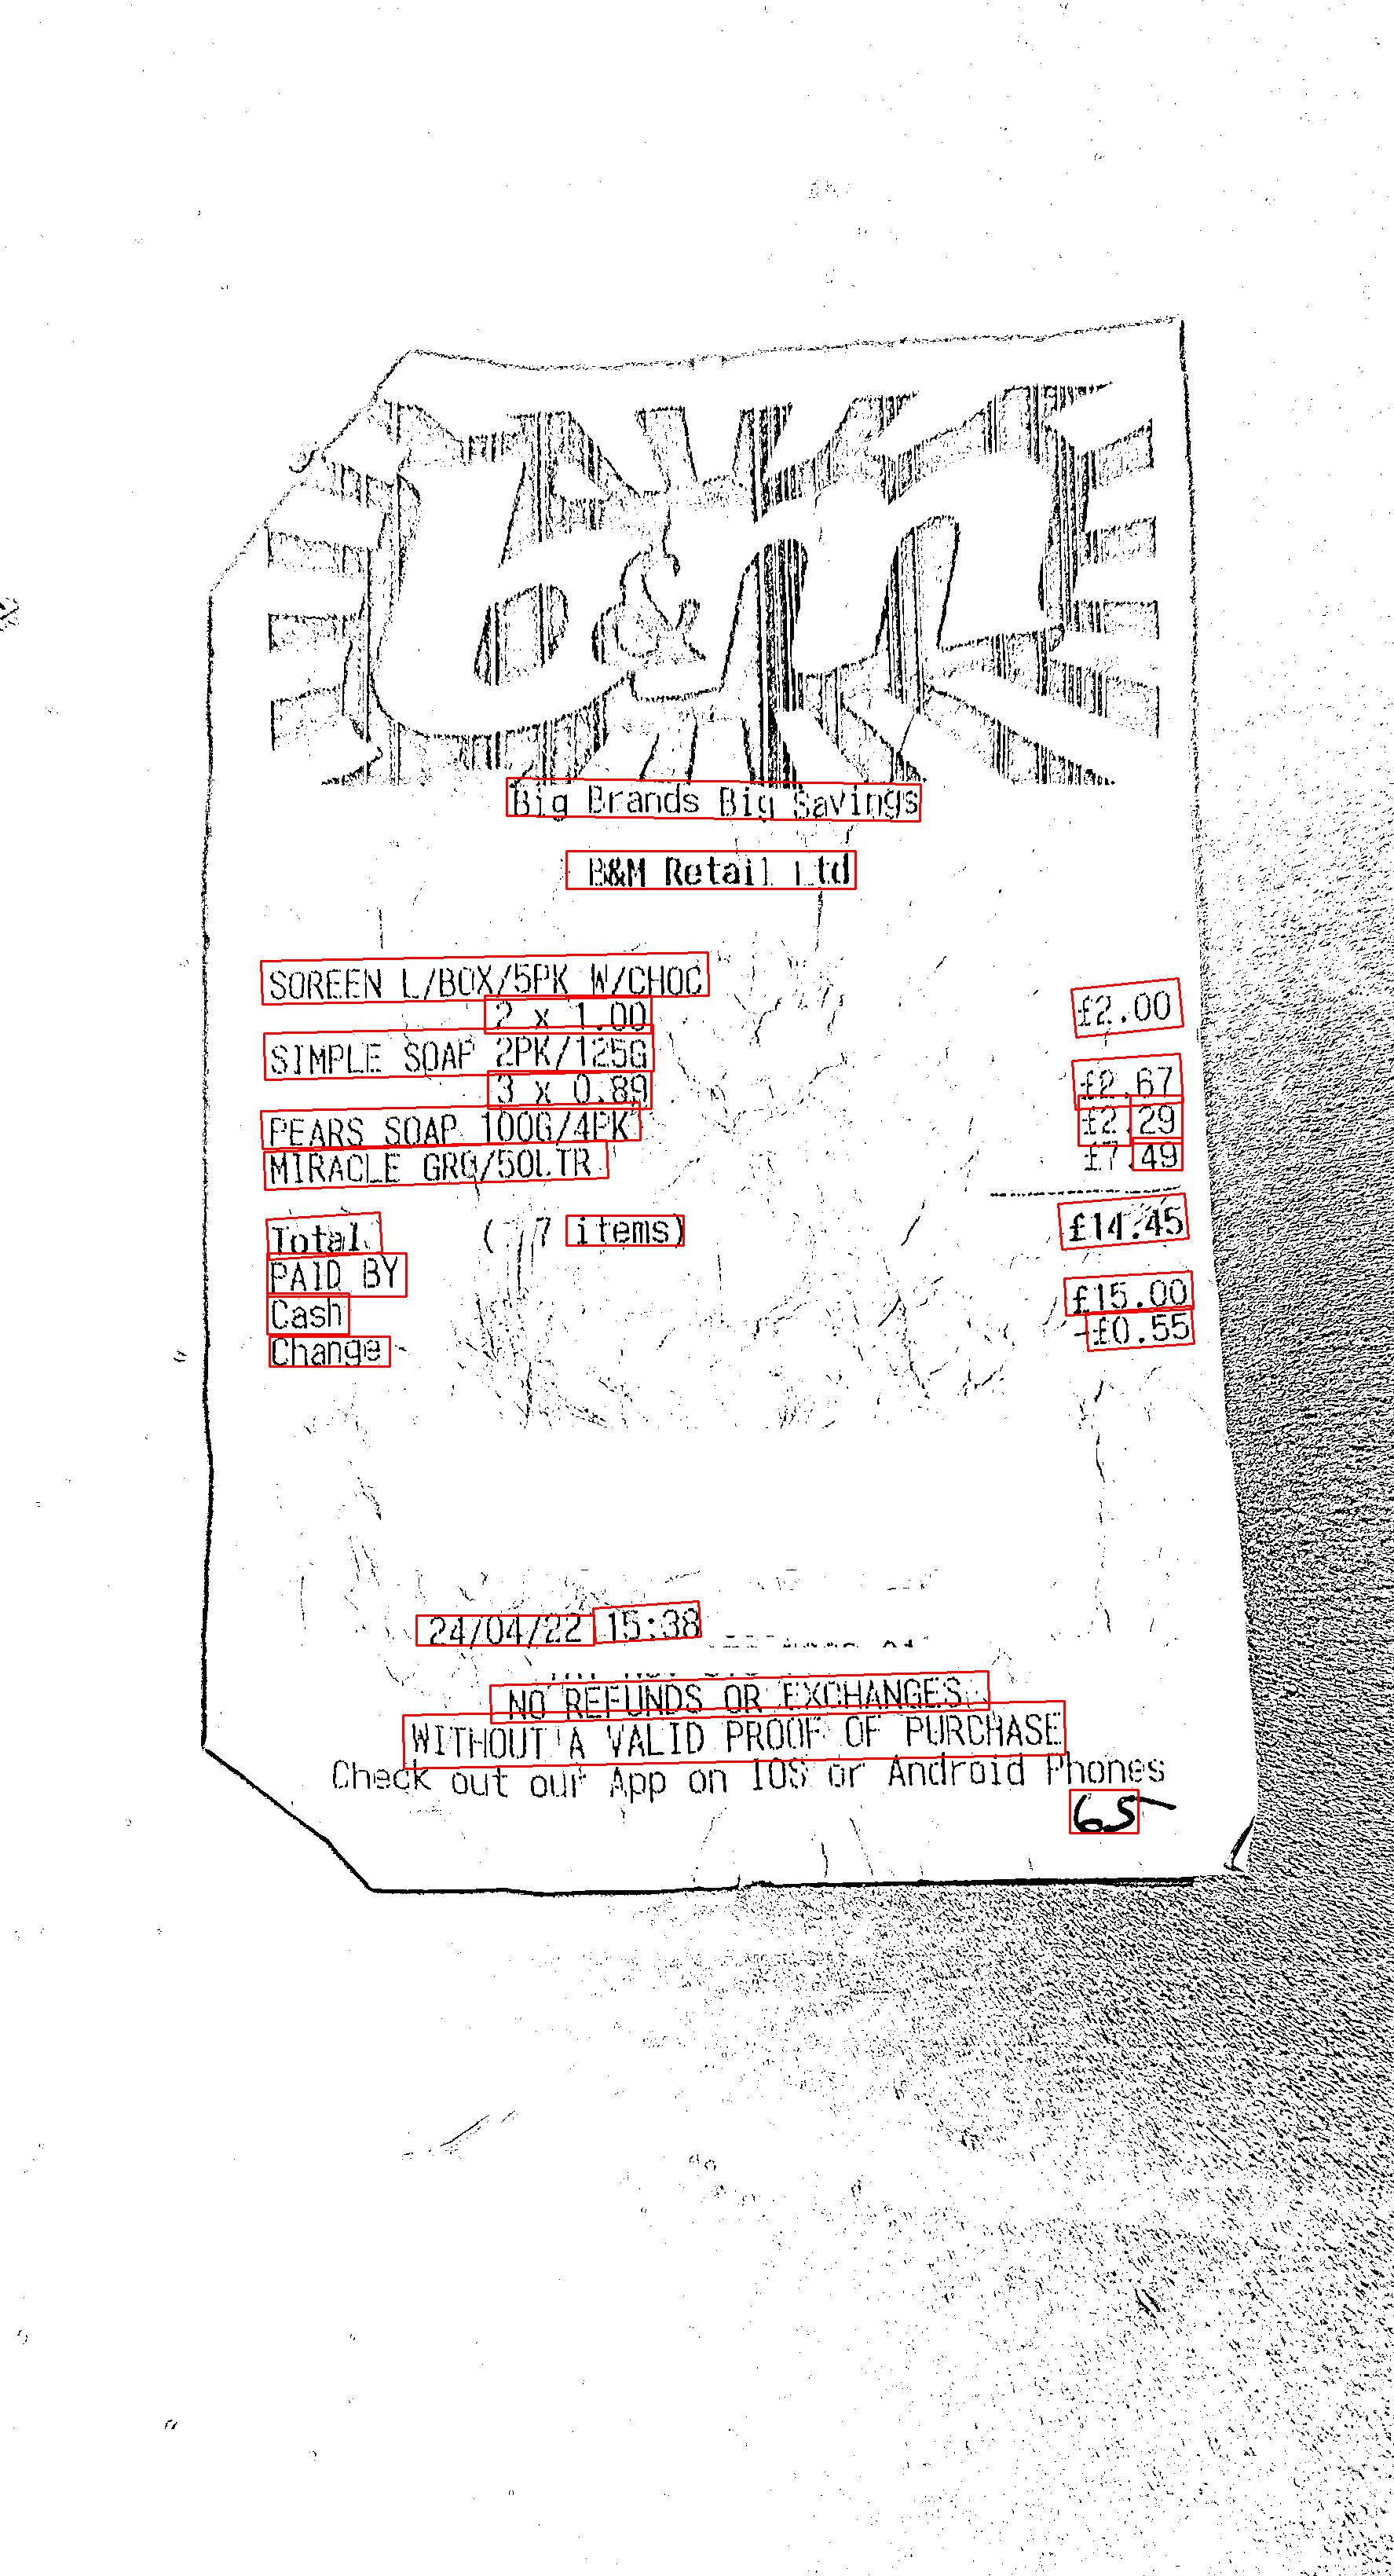 b&m
Big Brands Big Savings
B&M Retail Ltd
SOREEN L/BOX/5PK W/CHOC
2 x 1.00 £2.00
SIMPLE SOAP 2PK/125G
3 x 0.89 £2.67
PEARS SOAP 100G/4PK £2.29
MIRACLE GRO/50LTR £7.49
Total (7 items) £14.45
PAID BY
Cash £15.00
Change -£0.55
24/04/22 15:38
NO REFUNDS OR EXCHANGES
WITHOUT A VALID PROOF OF PURCHASE
Check out our App on IOS or Android Phones
65